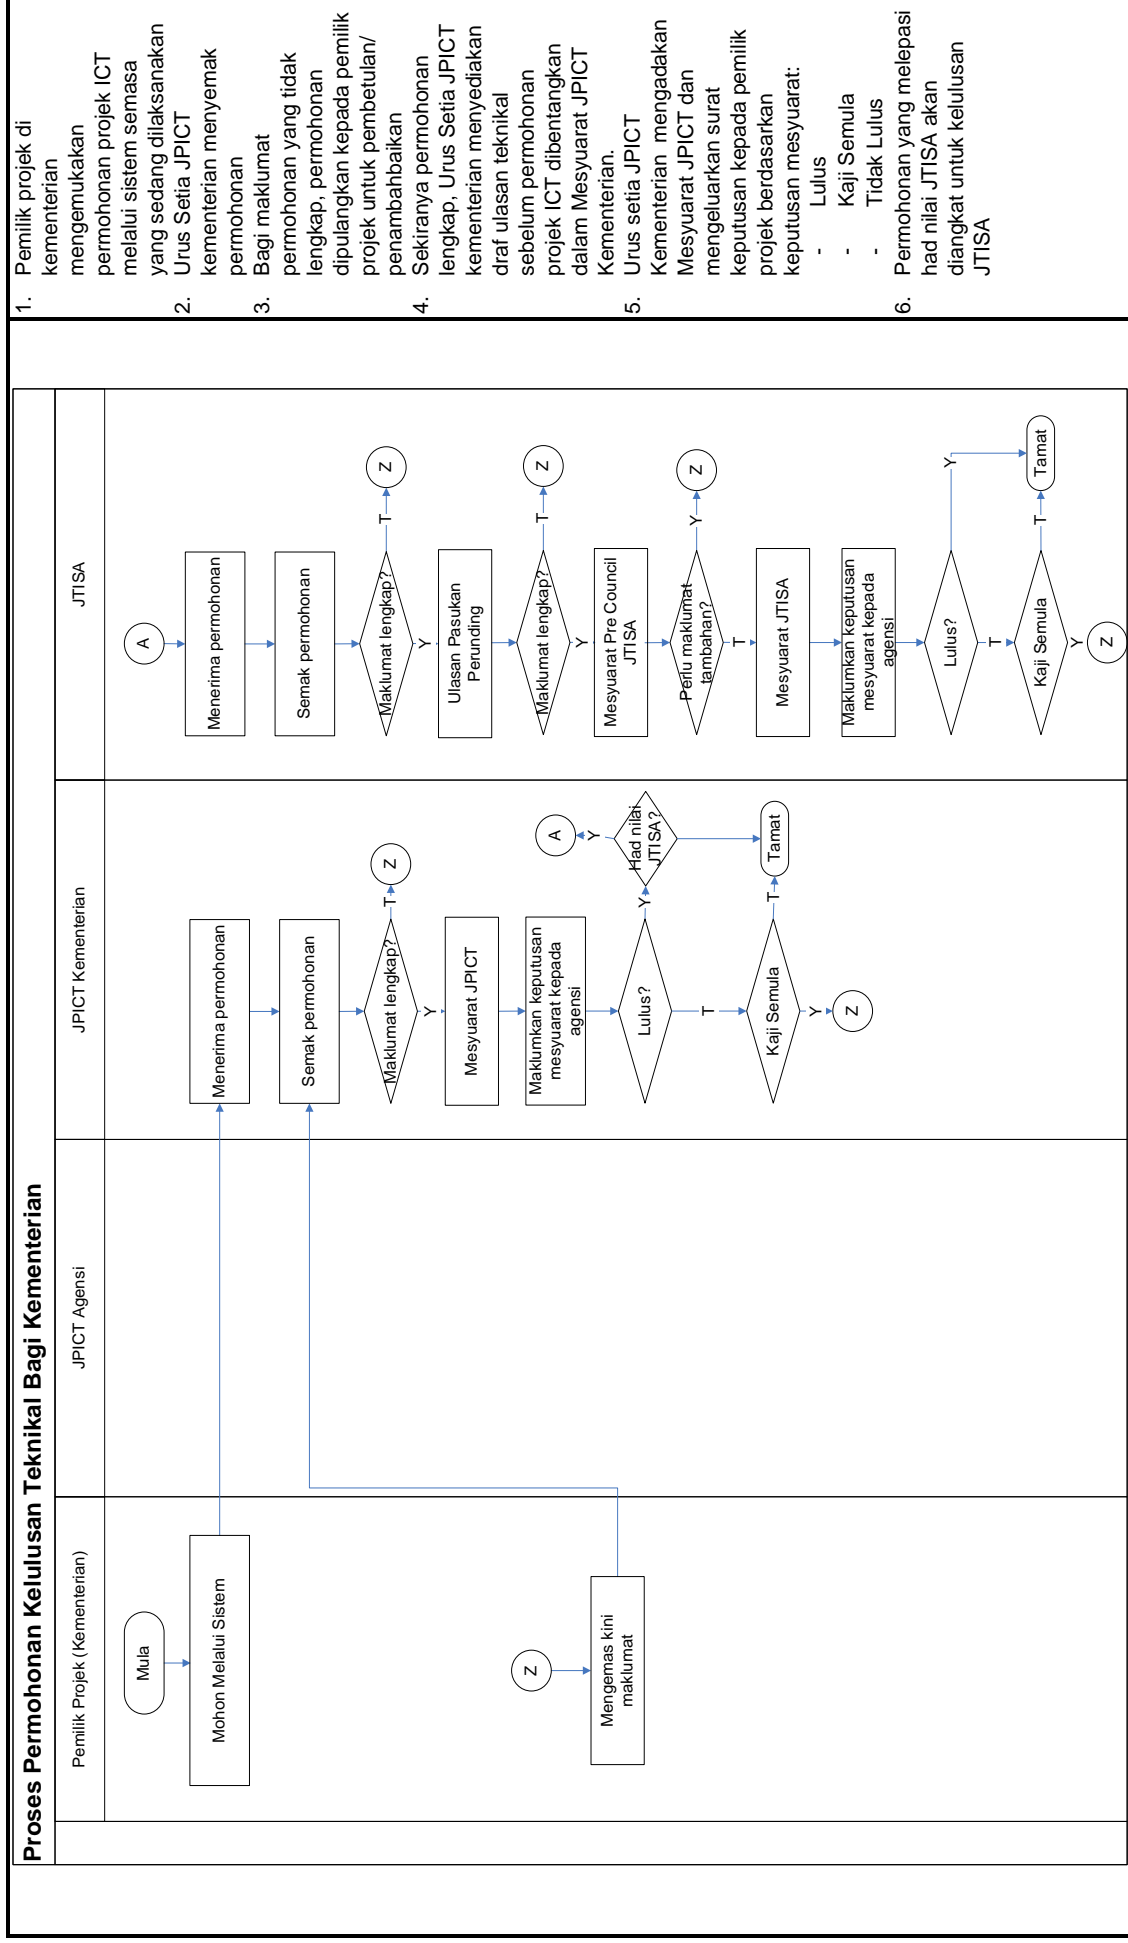 Proses Permohonan Kelulusan Teknikal Bagi Kementerian
Pemilik Projek (Kementerian)
JPICT Agensi
JPICT Kementerian
JTISA
Mula
Mohon Melalui Sistem
Z
Mengemas kini
maklumat
Menerima permohonan
Semak permohonan
Maklumat lengkap?
T
Z
Y
Mesyuarat JPICT
Maklumkan keputusan
mesyuarat kepada
agensi
Lulus?
Y
Had nilai
JTISA?
Y
A
T
Kaji Semula
T
Tamat
Y
Z
A
Menerima permohonan
Semak permohonan
Maklumat lengkap?
T
Z
Y
Ulasan Pasukan
Perunding
Maklumat lengkap?
T
Z
Y
Mesyuarat Pre Council
JTISA
Perlu maklumat
tambahan?
Y
Z
T
Mesyuarat JTISA
Maklumkan keputusan
mesyuarat kepada
agensi
Lulus?
Y
T
Kaji Semula
T
Tamat
Y
Z
1. Pemilik projek di
kementerian
mengemukakan
permohonan projek ICT
melalui sistem semasa
yang sedang dilaksanakan
2. Urus Setia JPICT
kementerian menyemak
permohonan
3. Bagi maklumat
permohonan yang tidak
lengkap, permohonan
dipulangkan kepada pemilik
projek untuk pembetulan/
penambahbaikan
4. Sekiranya permohonan
lengkap, Urus Setia JPICT
kementerian menyediakan
draf ulasan teknikal
sebelum permohonan
projek ICT dibentangkan
dalam Mesyuarat JPICT
Kementerian.
5. Urus setia JPICT
Kementerian mengadakan
Mesyuarat JPICT dan
mengeluarkan surat
keputusan kepada pemilik
projek berdasarkan
keputusan mesyuarat:
- Lulus
- Kaji Semula
- Tidak Lulus
6. Permohonan yang melepasi
had nilai JTISA akan
diangkat untuk kelulusan
JTISA